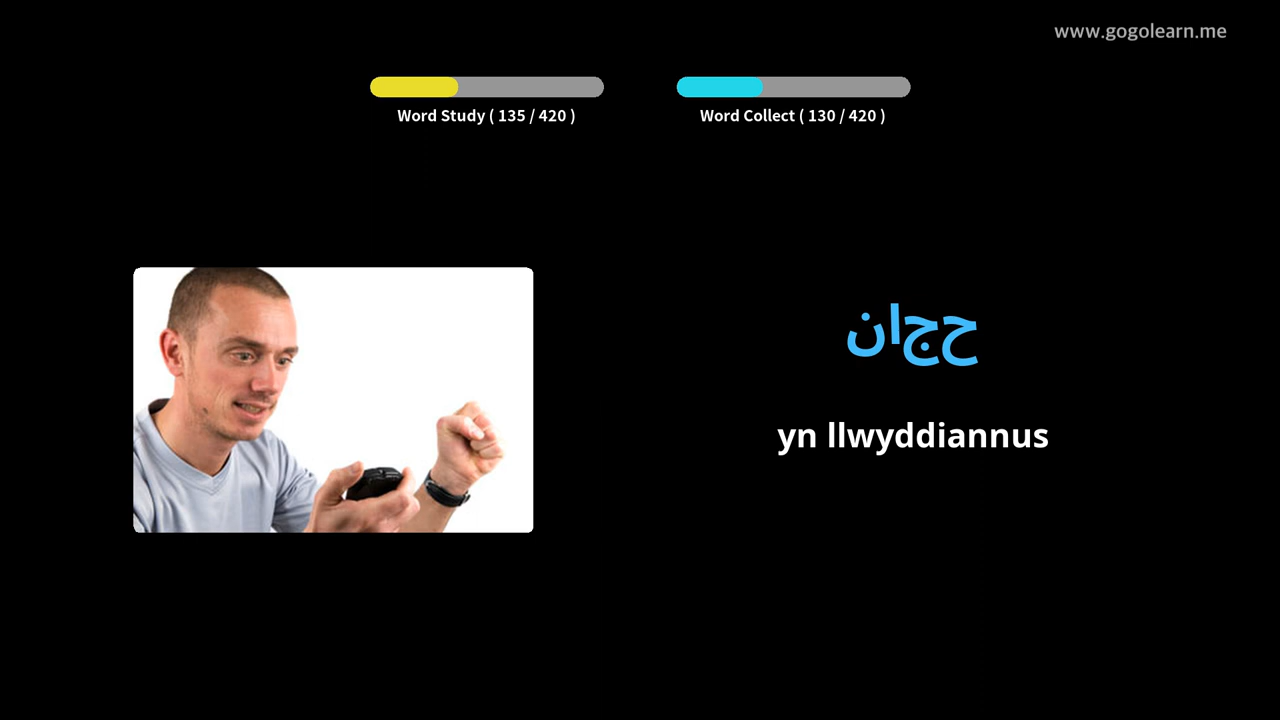 www.gogolearn.me
Word Study ( 135 / 420 )
Word Collect ( 130 / 420 )
حجان
yn llwyddiannus